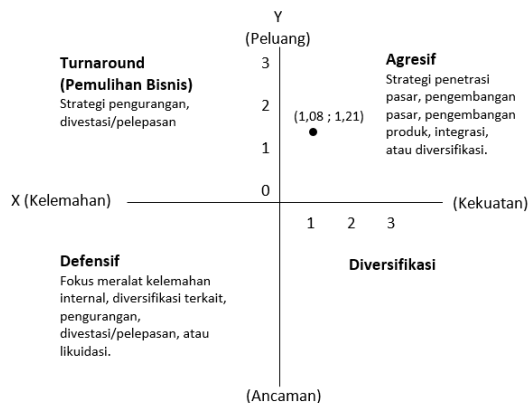 Y
(Peluang)
Turnaround
(Pemulihan Bisnis)
Strategi pengurangan,
divestasi/pelepasan
3
2
1
0
Agresif
Strategi penetrasi
pasar, pengembangan
pasar, pengembangan
produk, integrasi,
atau diversifikasi.
(1,08 ; 1,21)
X (Kelemahan)
(Kekuatan)
1 2 3
Defensif
Fokus meralat kelemahan
internal, diversifikasi terkait,
pengurangan,
divestasi/pelepasan, atau
likuidasi.
Diversifikasi
(Ancaman)